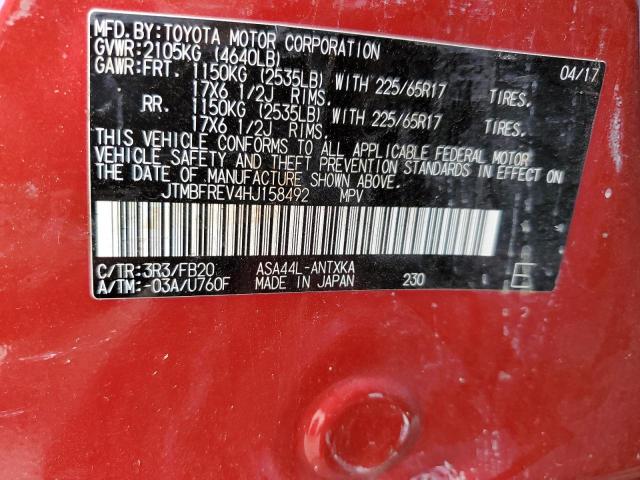 MFD.BY:TOYOTA MOTOR CORPORATION
04/17
GVWR:2105KG (4640LB)
GAWR:FRT. 1150KG (2535LB) WITH 225/65R17 TIRES,
17X6 1/2J RIMS.
RR. 1150KG (2535LB) WITH 225/65R17 TIRES,
17X6 1/2J RIMS.
THIS VEHICLE CONFORMS TO ALL APPLICABLE FEDERAL MOTOR
VEHICLE SAFETY AND THEFT PREVENTION STANDARDS IN EFFECT ON
THE DATE OF MANUFACTURE SHOWN ABOVE.
JTMBFREV4HJ158492 MPV
C/TR:3R3/FB20 ASA44L-ANTXKA 230 E
A/TM:-03A/U760F MADE IN JAPAN